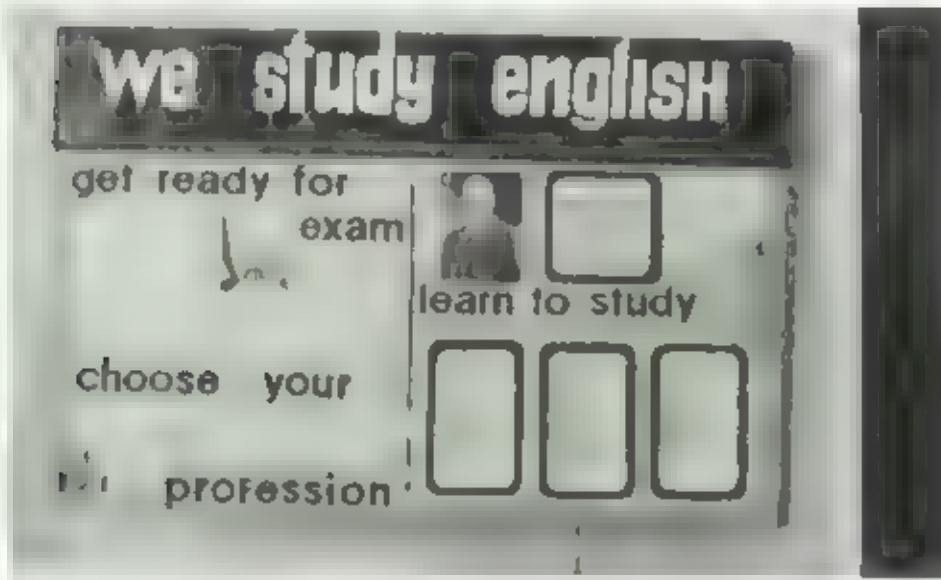 we study english
get ready for
exam
learn to study
choose your
profession